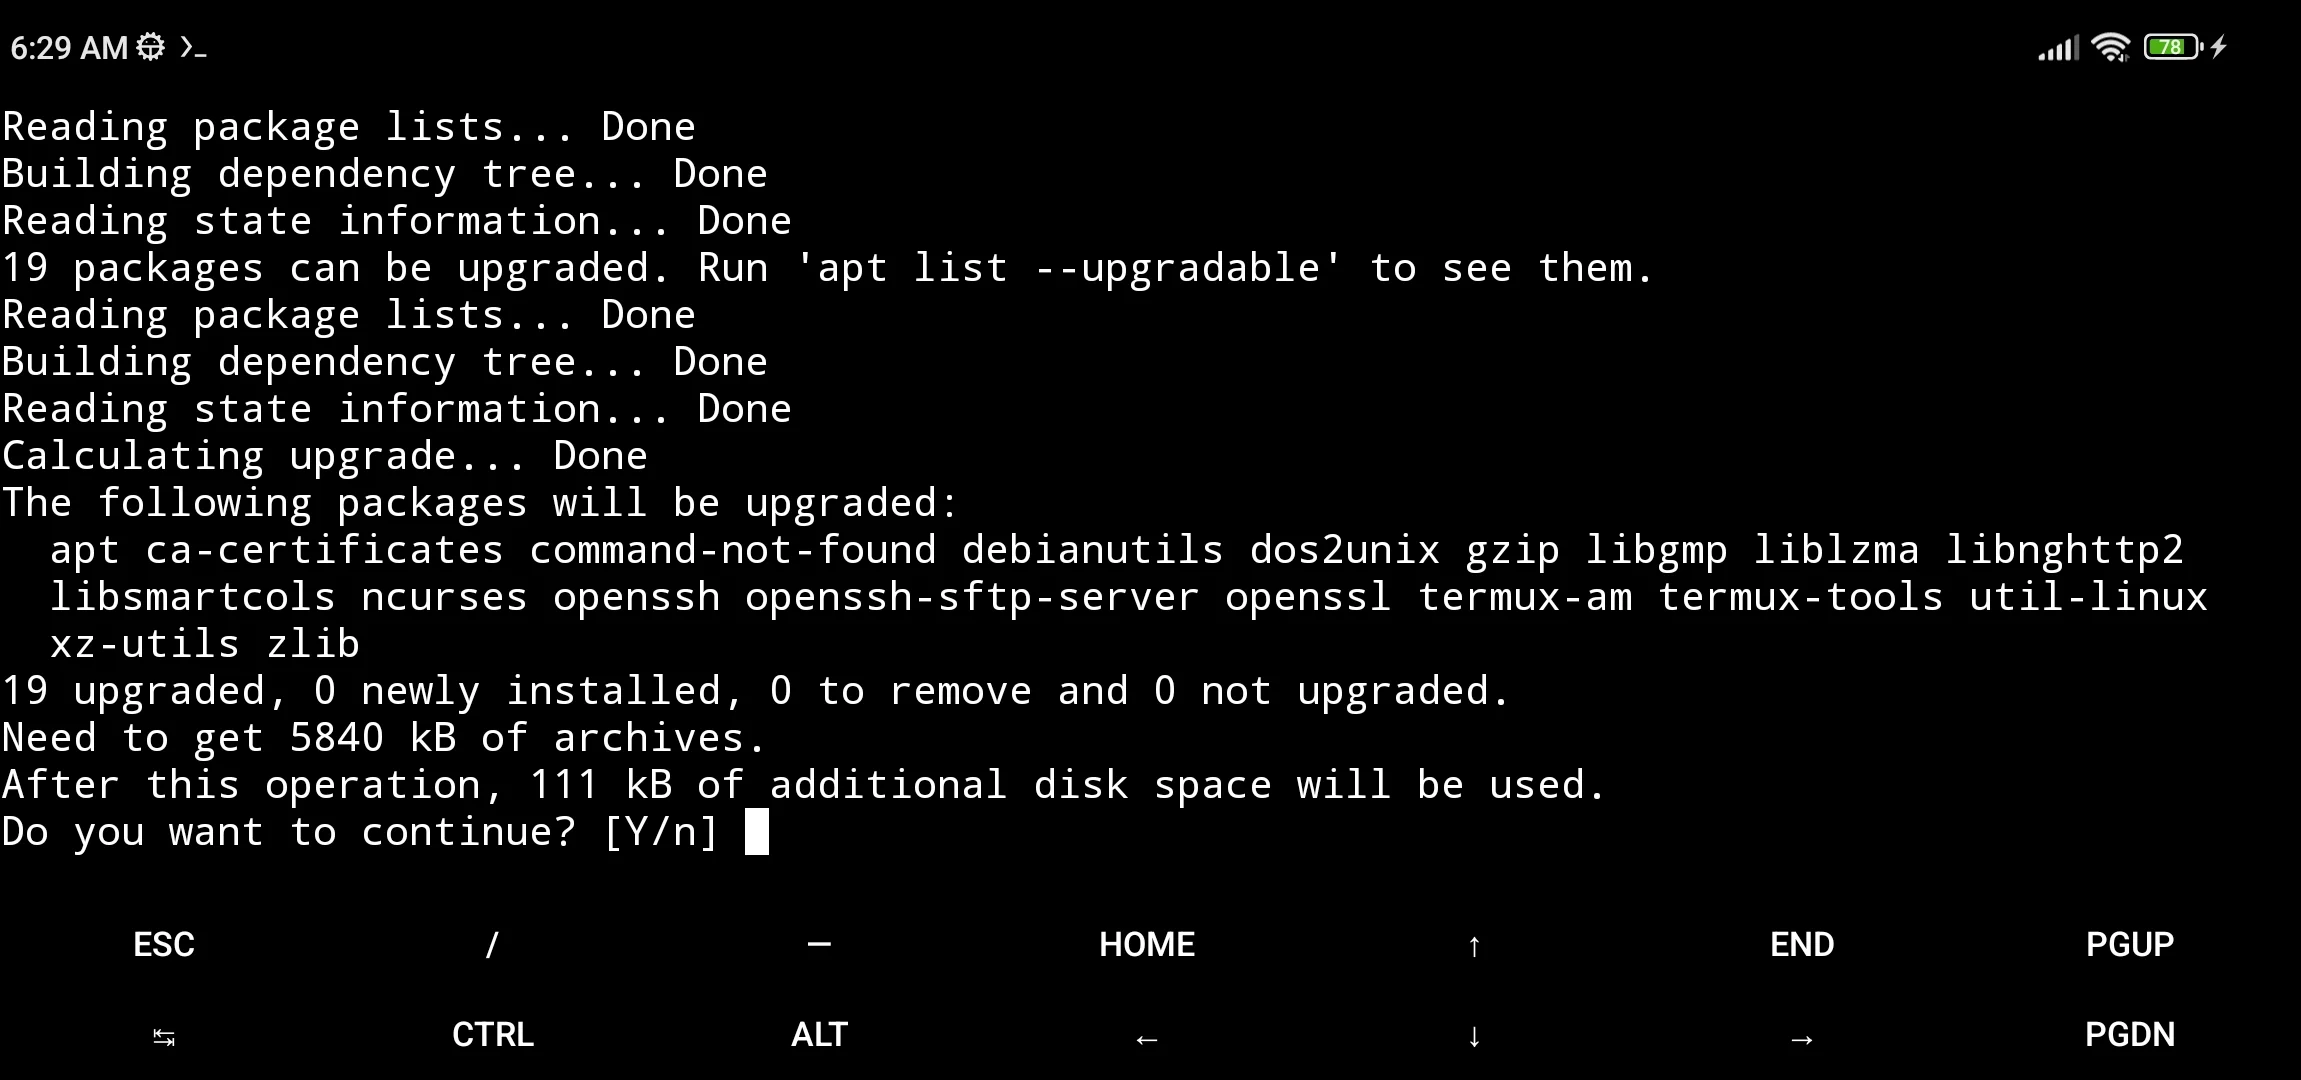 6:29 AM
78
Reading package lists... Done
Building dependency tree... Done
Reading state information... Done
19 packages can be upgraded. Run 'apt list --upgradable' to see them.
Reading package lists... Done
Building dependency tree... Done
Reading state information... Done
Calculating upgrade... Done
The following packages will be upgraded:
  apt ca-certificates command-not-found debianutils dos2unix gzip libgmp liblzma libnghttp2
  libsmartcols ncurses openssh openssh-sftp-server openssl termux-am termux-tools util-linux
  xz-utils zlib
19 upgraded, 0 newly installed, 0 to remove and 0 not upgraded.
Need to get 5840 kB of archives.
After this operation, 111 kB of additional disk space will be used.
Do you want to continue? [Y/n]
ESC / — HOME ↑ END PGUP
↹ CTRL ALT ← ↓ → PGDN